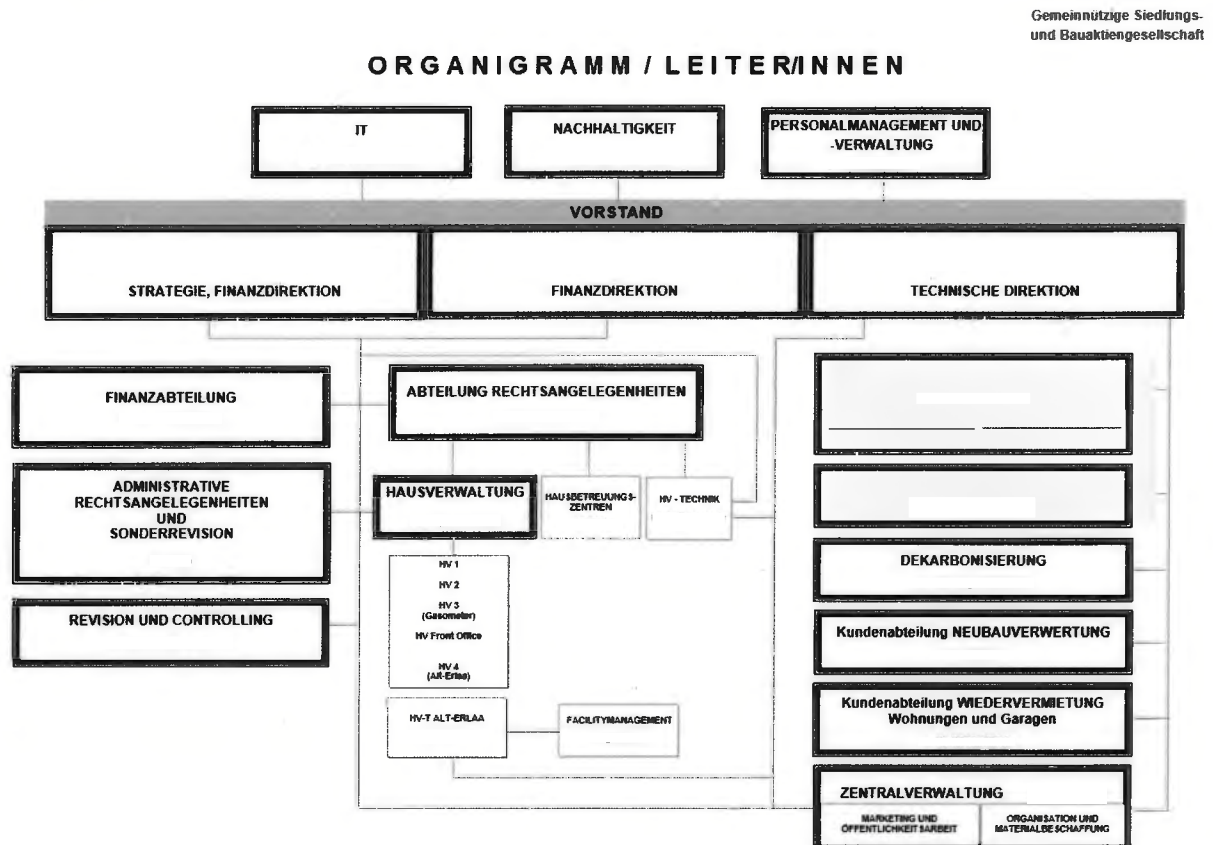 Gemeinnützige Siedlungs-
und Bauaktiengesellschaft
ORGANIGRAMM / LEITER/INNEN
IT
NACHHALTIGKEIT
PERSONALMANAGEMENT UND
-VERWALTUNG
VORSTAND
STRATEGIE, FINANZDIREKTION
FINANZDIREKTION
TECHNISCHE DIREKTION
FINANZABTEILUNG
ABTEILUNG RECHTSANGELEGENHEITEN
ADMINISTRATIVE
RECHTSANGELEGENHEITEN
UND
SONDERREVISION
HAUSVERWALTUNG
HAUSBETREUUNGS-
ZENTREN
HV - TECHNIK
DEKARBONISIERUNG
HV 1
HV 2
HV 3
(Gasometer)
HV Front Office
HV 4
(Alt-Erlaa)
REVISION UND CONTROLLING
Kundenabteilung NEUBAUVERWERTUNG
Kundenabteilung WIEDERVERMIETUNG
Wohnungen und Garagen
HV-T ALT-ERLAA
FACILITYMANAGEMENT
ZENTRALVERWALTUNG
MARKETING UND
ÖFFENTLICHKEITSARBEIT
ORGANISATION UND
MATERIALBESCHAFFUNG